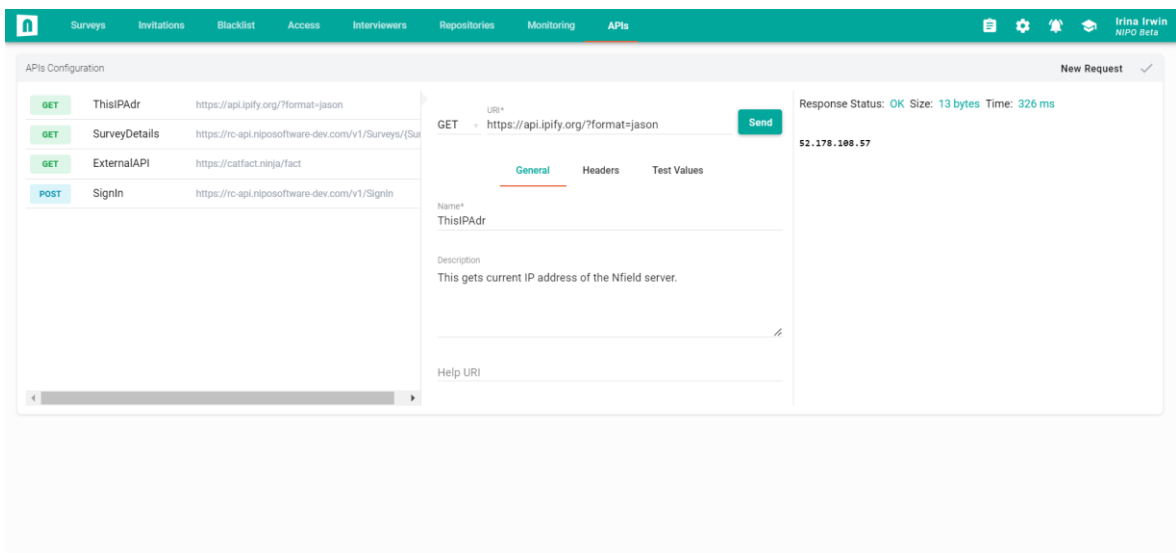 n Surveys Invitations Blacklist Access Interviewers Repositories Monitoring APIs Irina Irwin
NIPO Beta
APIs Configuration New Request
GET ThisIPAdr https://api.ipify.org/?format=jason
GET SurveyDetails https://rc-api.niposoftware-dev.com/v1/Surveys/{Sur
GET ExternalAPI https://catfact.ninja/fact
POST SignIn https://rc-api.niposoftware-dev.com/v1/SignIn
URI*
GET https://api.ipify.org/?format=jason Send
General Headers Test Values
Name*
ThisIPAdr
Description
This gets current IP address of the Nfield server.
Help URI
Response Status: OK Size: 13 bytes Time: 326 ms
52.178.108.57